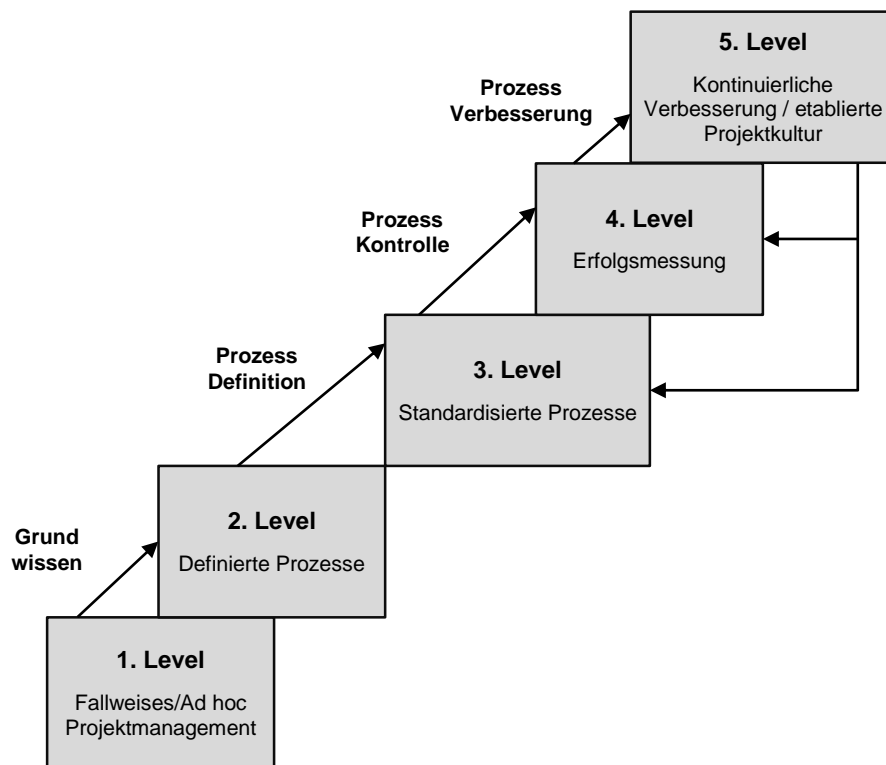 5. Level
Kontinuierliche
Verbesserung / etablierte
Projektkultur
Prozess
Verbesserung
4. Level
Erfolgsmessung
Prozess
Kontrolle
3. Level
Standardisierte Prozesse
Prozess
Definition
2. Level
Definierte Prozesse
Grund
wissen
1. Level
Fallweises/Ad hoc
Projektmanagement